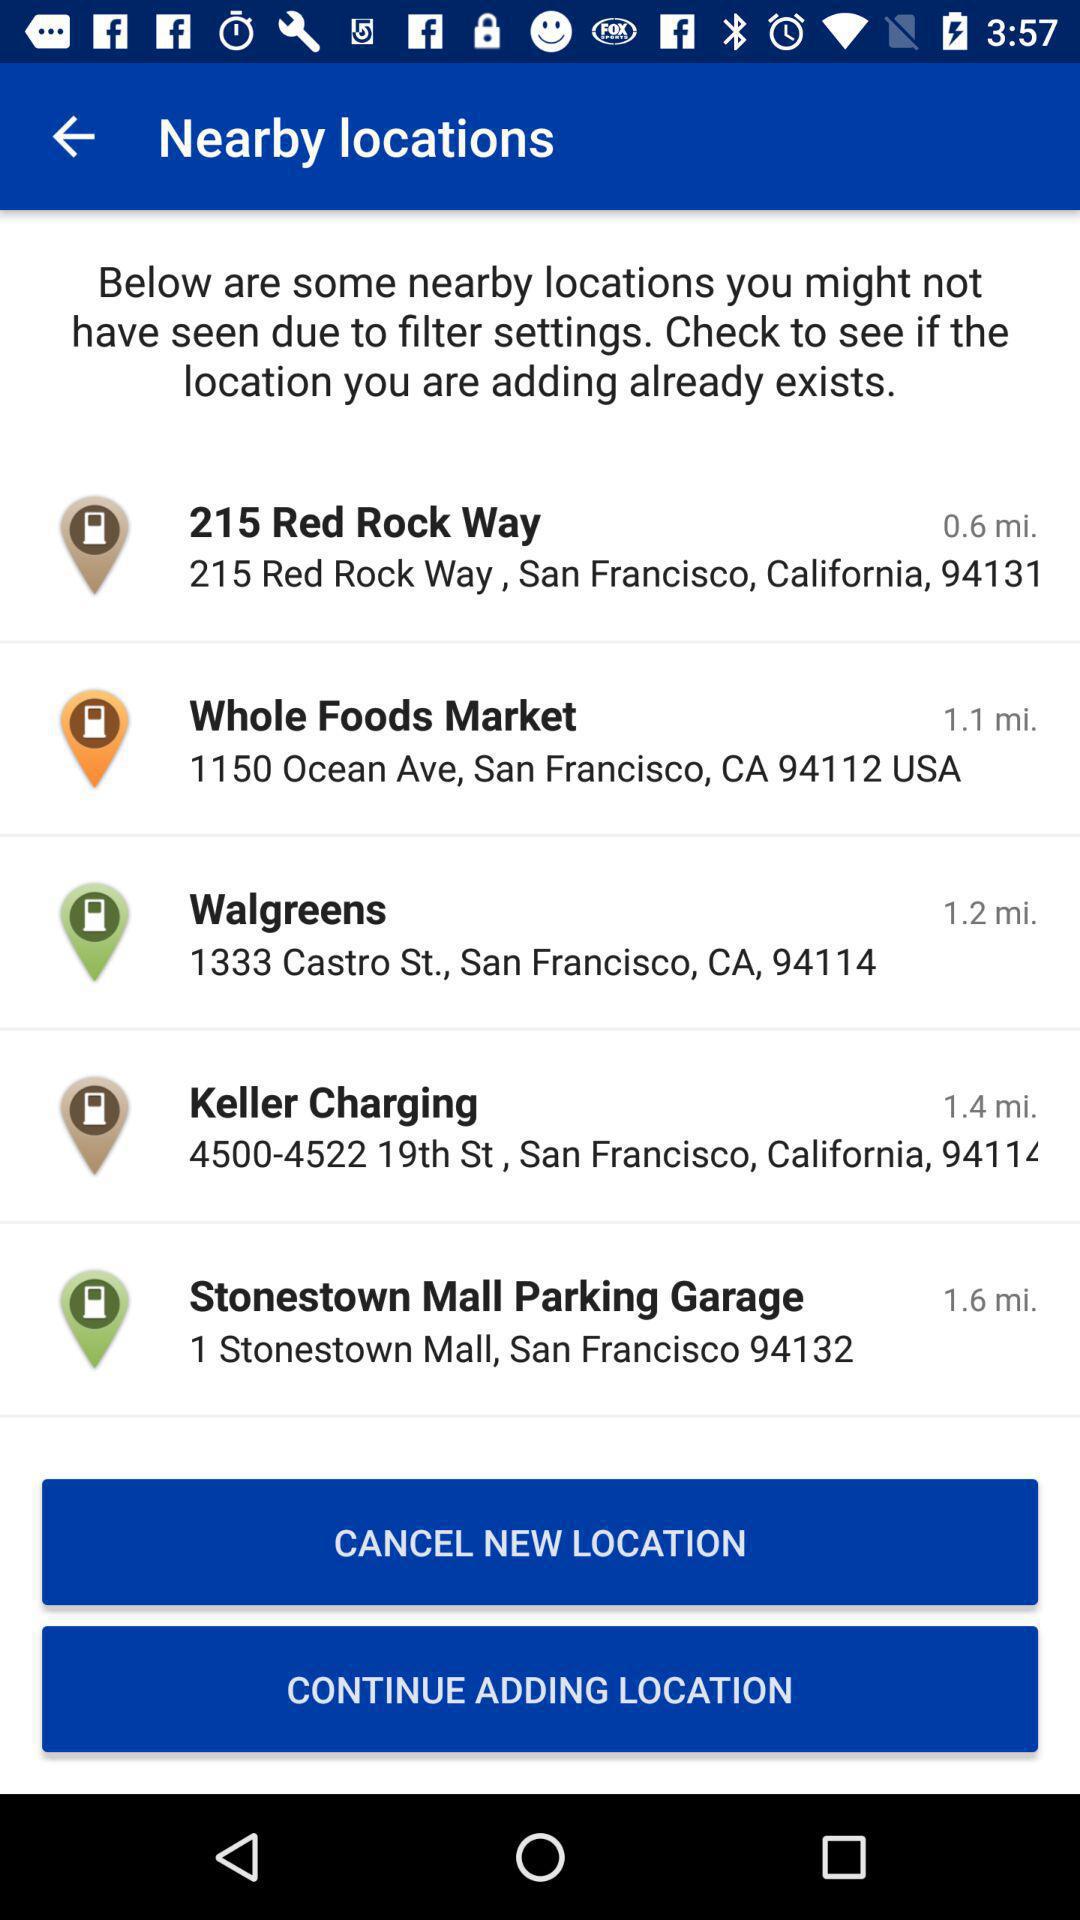 3:57
Nearby locations
Below are some nearby locations you might not
have seen due to filter settings. Check to see if the
location you are adding already exists.
215 Red Rock Way
0.6 mi.
215 Red Rock Way , San Francisco, California, 94131
Whole Foods Market
1.1 mi.
1150 Ocean Ave, San Francisco, CA 94112 USA
Walgreens
1.2 mi.
1333 Castro St., San Francisco, CA, 94114
Keller Charging
1.4 mi.
4500-4522 19th St , San Francisco, California, 94114
Stonestown Mall Parking Garage
1.6 mi.
1 Stonestown Mall, San Francisco 94132
CANCEL NEW LOCATION
CONTINUE ADDING LOCATION